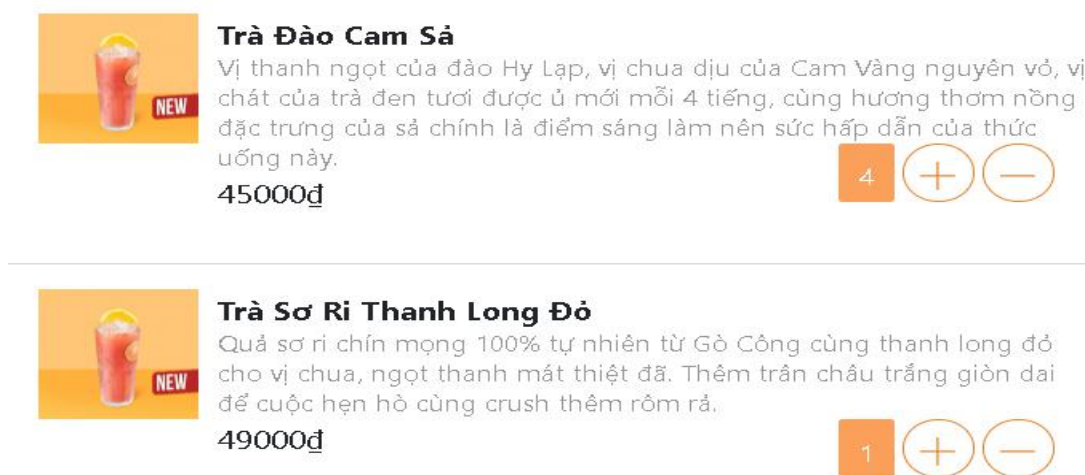 Trà Đào Cam Sả
Vị thanh ngọt của đào Hy Lạp, vị chua dịu của Cam Vàng nguyên vỏ, vị
chát của trà đen tươi được ủ mới mỗi 4 tiếng, cùng hương thơm nồng
đặc trưng của sả chính là điểm sáng làm nên sức hấp dẫn của thức
uống này.
NEW
45000₫
4
Trà Sơ Ri Thanh Long Đỏ
Quả sơ ri chín mọng 100% tự nhiên từ Gò Công cùng thanh long đỏ
cho vị chua, ngọt thanh mát thiệt đã. Thêm trân châu trắng giòn dai
để cuộc hẹn hò cùng crush thêm rôm rả.
NEW
49000₫
1